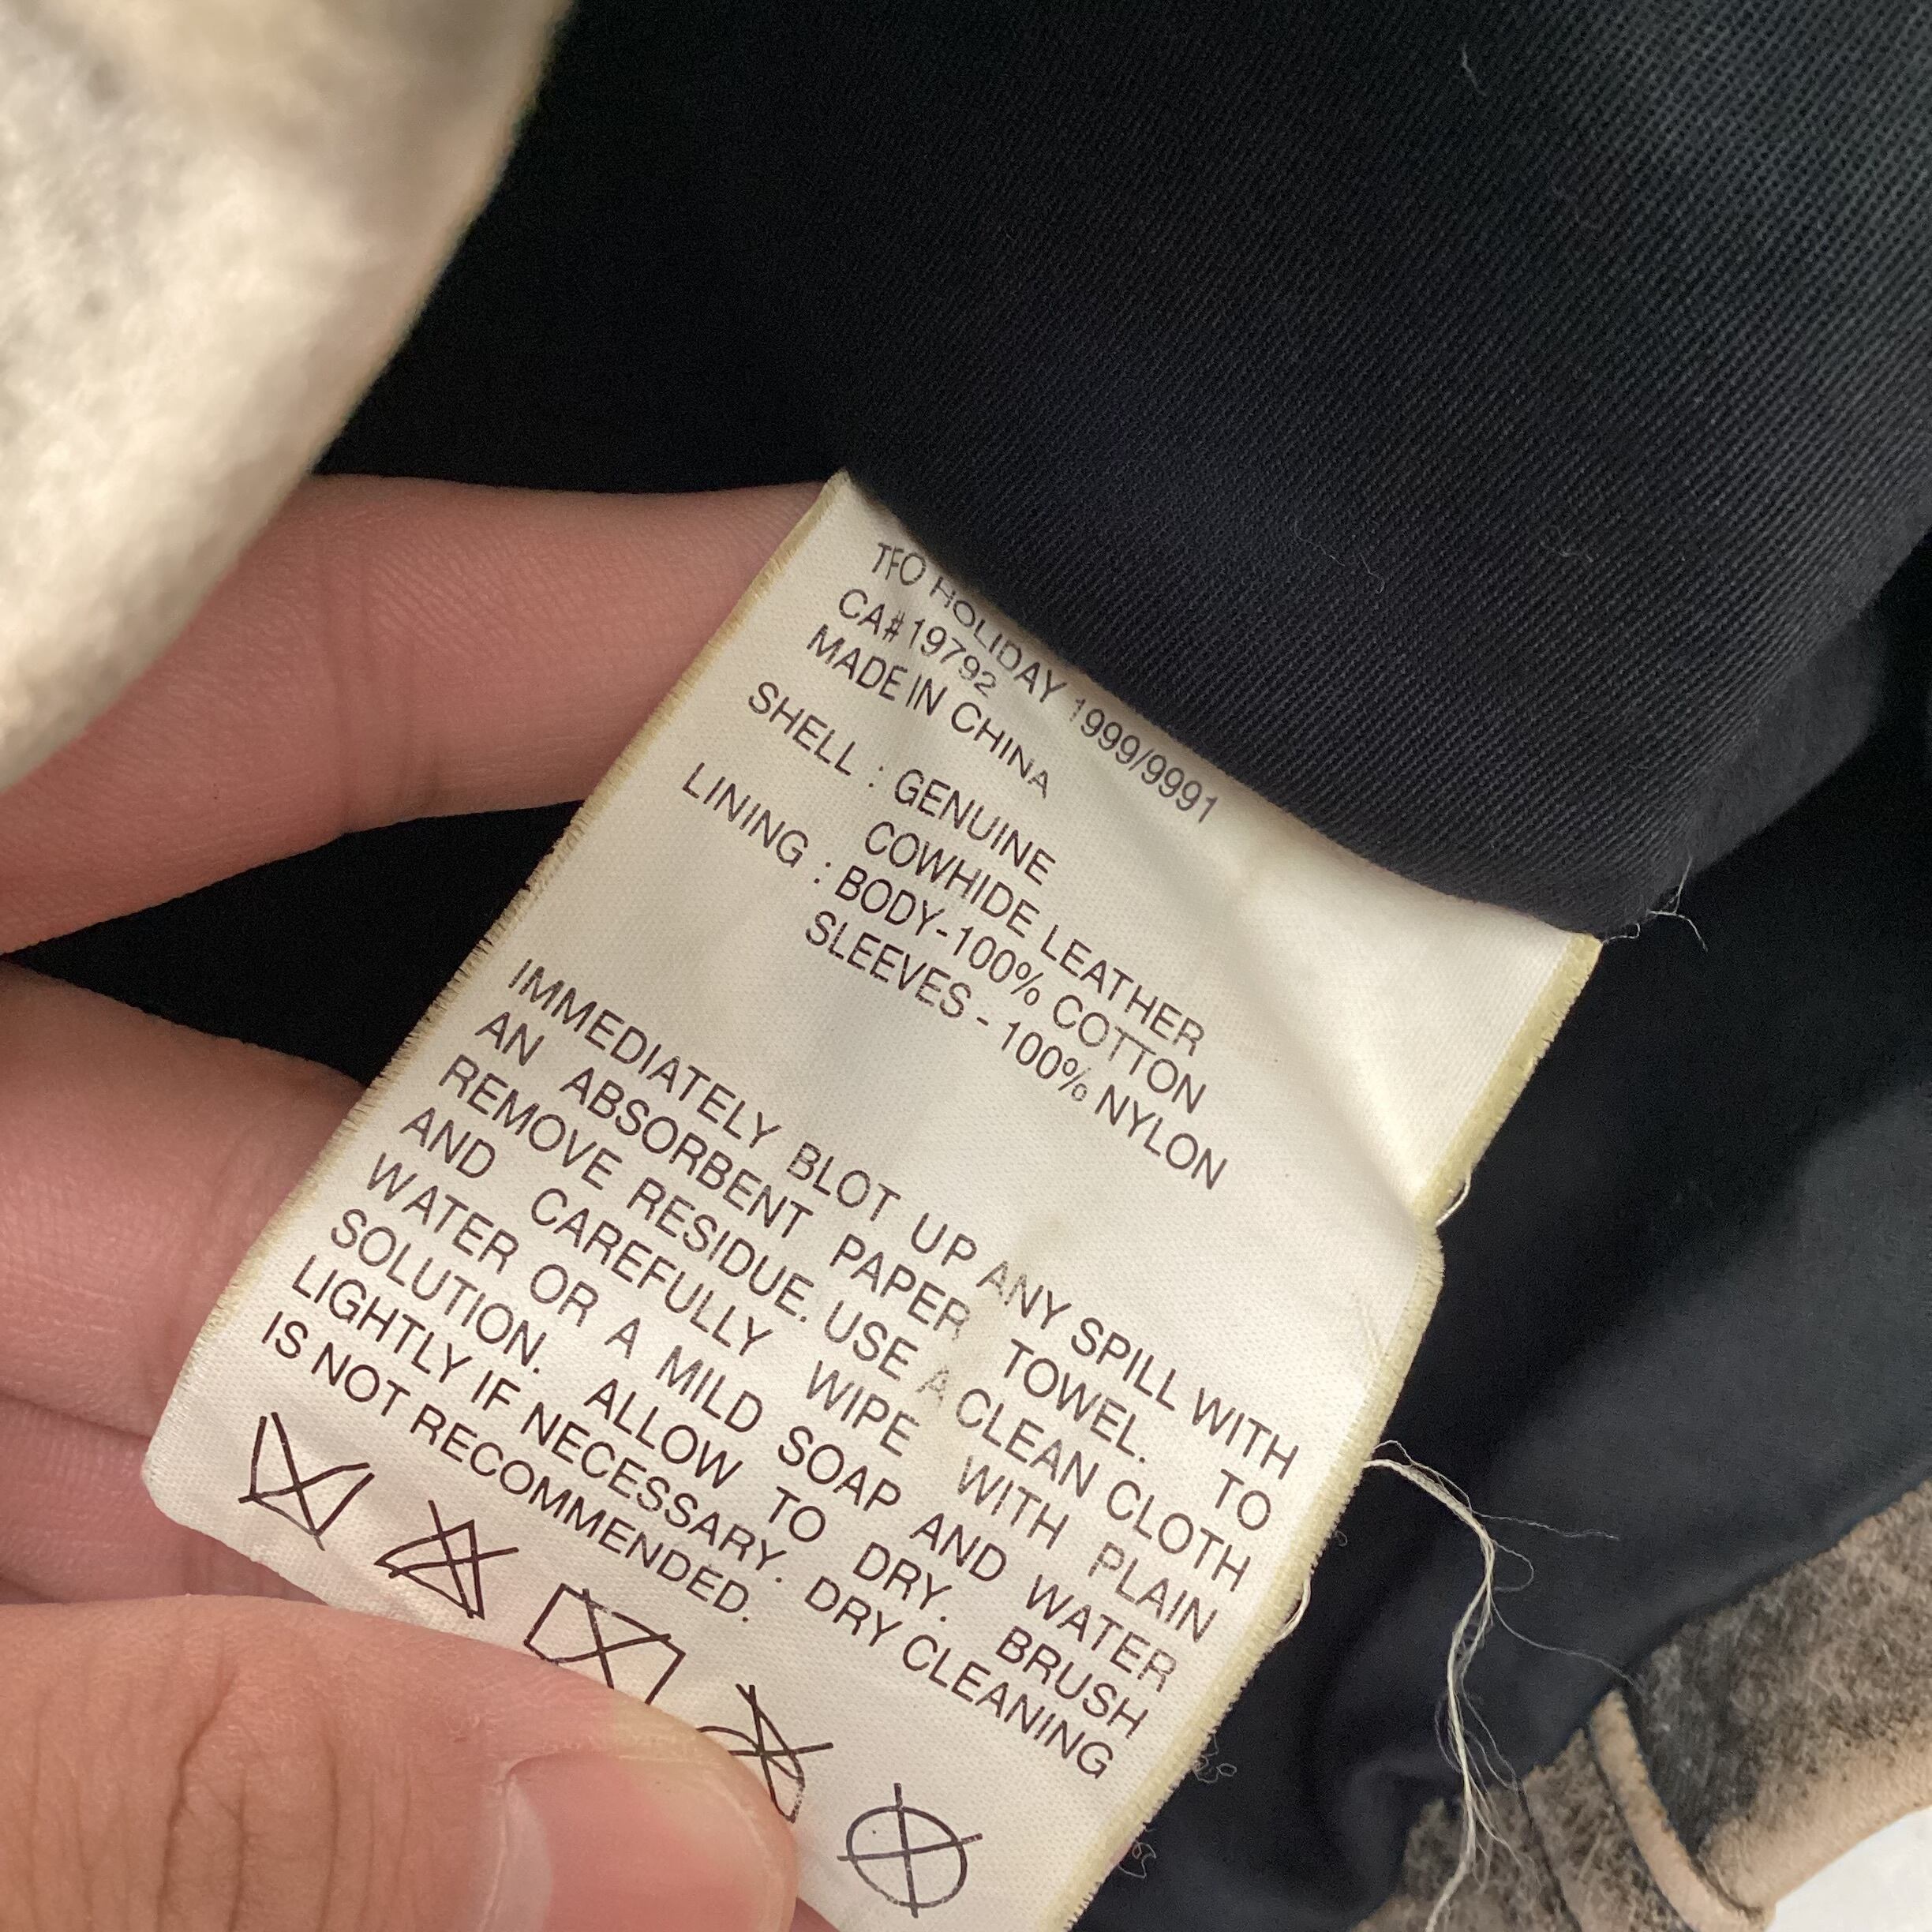 TFO HOLIDAY 1999/9991
CA#19792
MADE IN CHINA
SHELL : GENUINE
COWHIDE LEATHER
LINING : BODY-100% COTTON
SLEEVES - 100% NYLON
IMMEDIATELY BLOT UP ANY SPILL WITH
AN ABSORBENT PAPER TOWEL. TO
REMOVE RESIDUE. USE A CLEAN CLOTH
AND CAREFULLY WIPE WITH PLAIN
WATER OR A MILD SOAP AND WATER
SOLUTION. ALLOW TO DRY. BRUSH
LIGHTLY IF NECESSARY. DRY CLEANING
IS NOT RECOMMENDED.